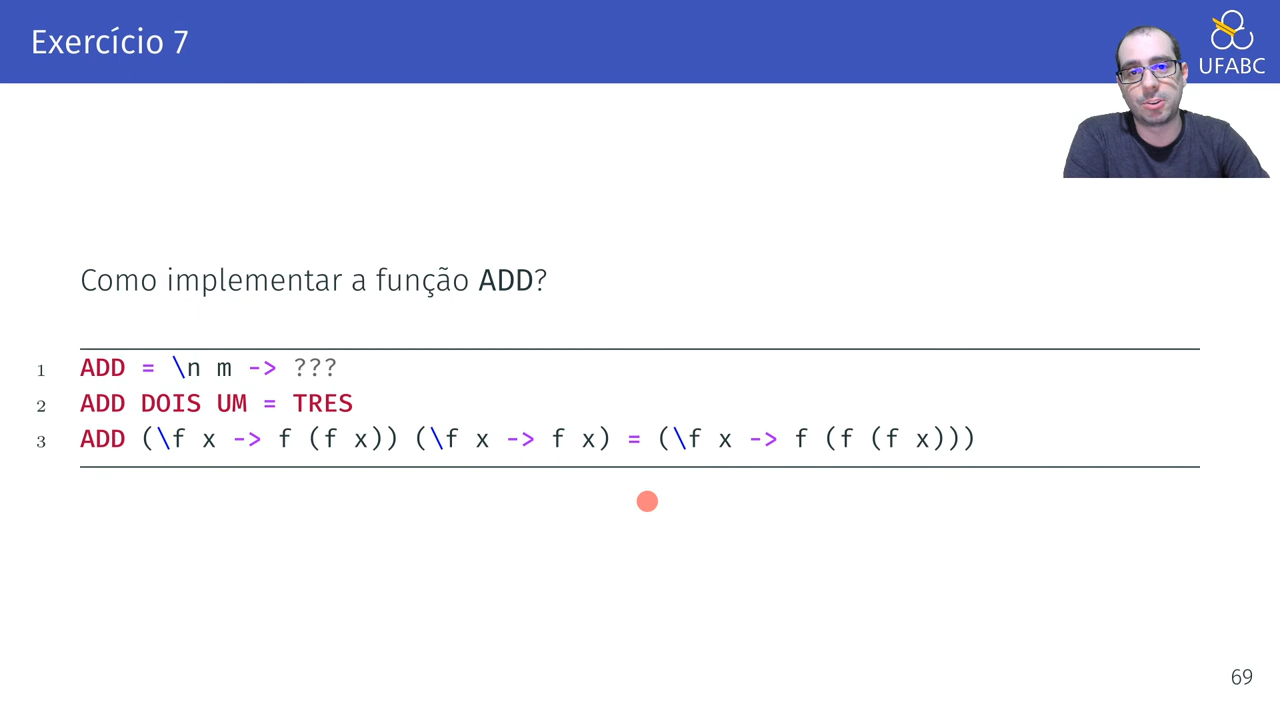 Exercício 7
UFABC
Como implementar a função ADD?
1 ADD = \n m -> ???
2 ADD DOIS UM = TRES
3 ADD (\f x -> f (f x)) (\f x -> f x) = (\f x -> f (f (f x)))
69